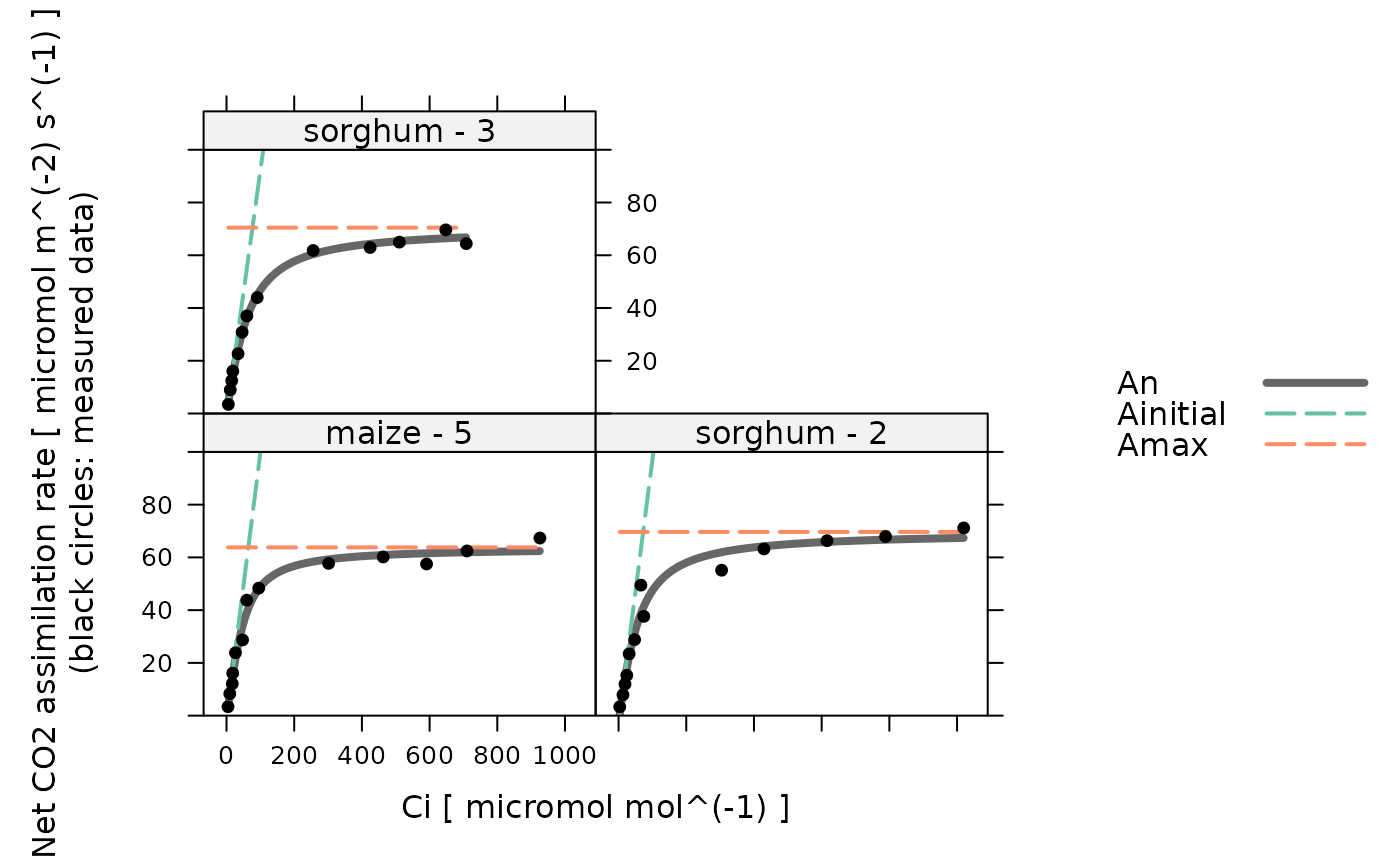 Net CO2 assimilation rate [ micromol m^(-2) s^(-1) ]
(black circles: measured data)
sorghum - 3
80
60
40
20
maize - 5
sorghum - 2
80
60
40
20
0 200 400 600 800 1000
Ci [ micromol mol^(-1) ]
An
Ainitial
Amax